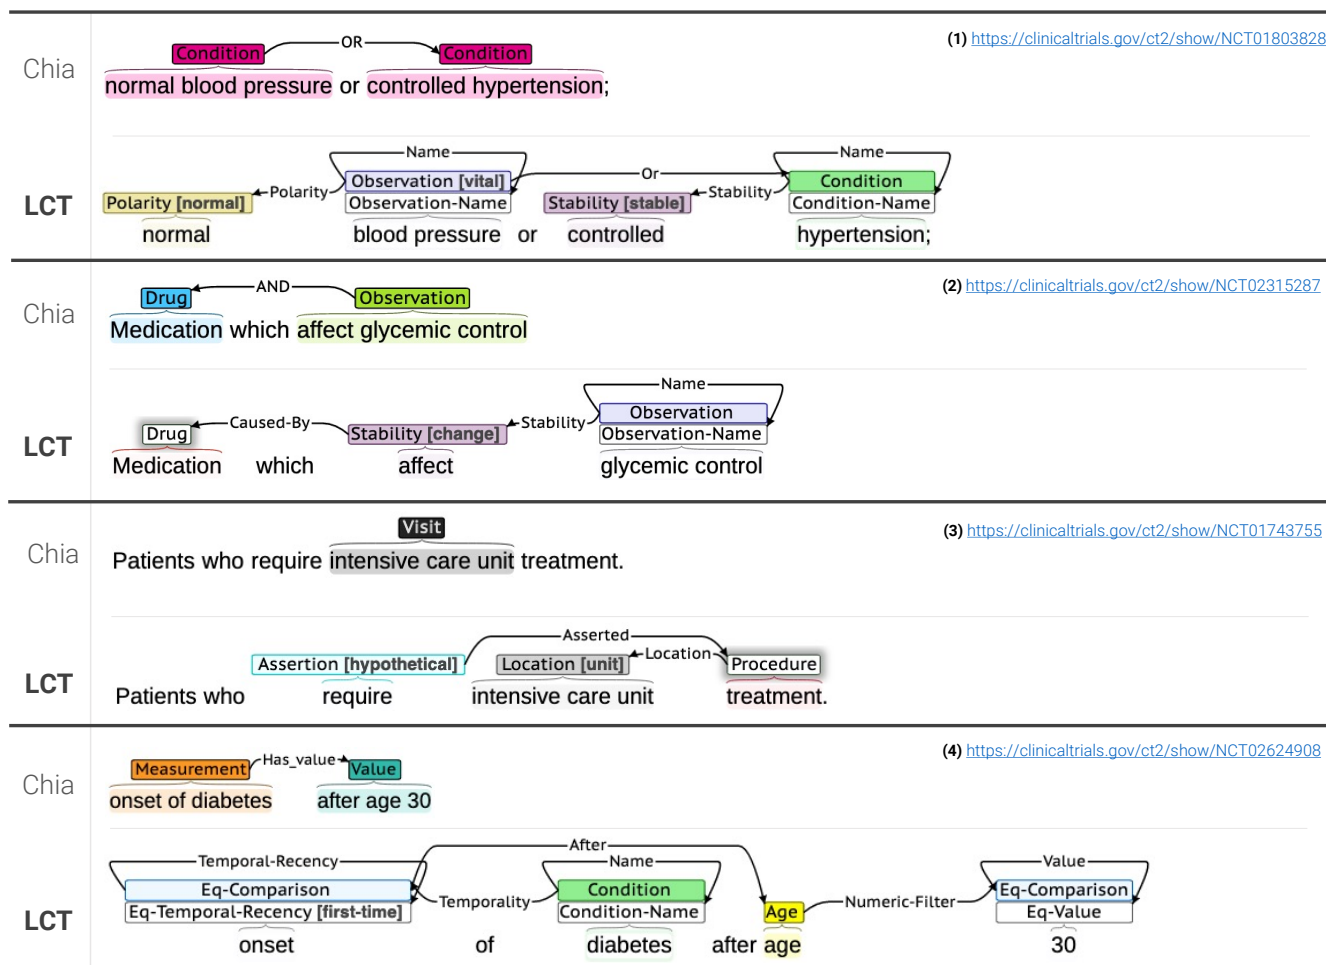 (1) https://clinicaltrials.gov/ct2/show/NCT01803828
Chia
Condition OR Condition
normal blood pressure or controlled hypertension;
Name Name
Observation [vital] Or Condition
LCT
Polarity [normal] Polarity Observation-Name Stability [stable] Stability Condition-Name
normal blood pressure or controlled hypertension;
(2) https://clinicaltrials.gov/ct2/show/NCT02315287
Chia
Drug AND Observation
Medication which affect glycemic control
Name
Observation
LCT
Drug Caused-By Stability [change] Stability Observation-Name
Medication which affect glycemic control
(3) https://clinicaltrials.gov/ct2/show/NCT01743755
Chia
Visit
Patients who require intensive care unit treatment.
Asserted
LCT
Assertion [hypothetical] Location [unit] Location Procedure
Patients who require intensive care unit treatment.
(4) https://clinicaltrials.gov/ct2/show/NCT02624908
Chia
Measurement Has_value Value
onset of diabetes after age 30
After
Temporal-Recency Name Value
Eq-Comparison Condition Eq-Comparison
LCT
Eq-Temporal-Recency [first-time] Temporality Condition-Name Age Numeric-Filter Eq-Value
onset of diabetes after age 30